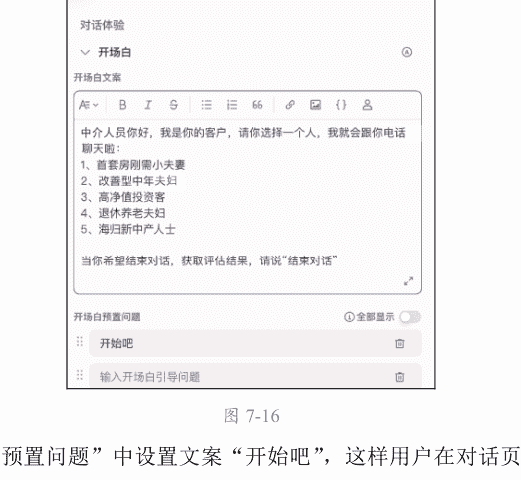 对话体验
开场白
开场白文案
B I S 66 {}
中介人员你好，我是你的客户，请你选择一个人，我就会跟你电话
聊天啦：
1、首套房刚需小夫妻
2、改善型中年夫妇
3、高净值投资客
4、退休养老夫妇
5、海归新中产人士
当你希望结束对话，获取评估结果，请说“结束对话”
开场白预置问题 全部显示
开始吧
输入开场白引导问题
图 7-16
预置问题”中设置文案“开始吧”，这样用户在对话页